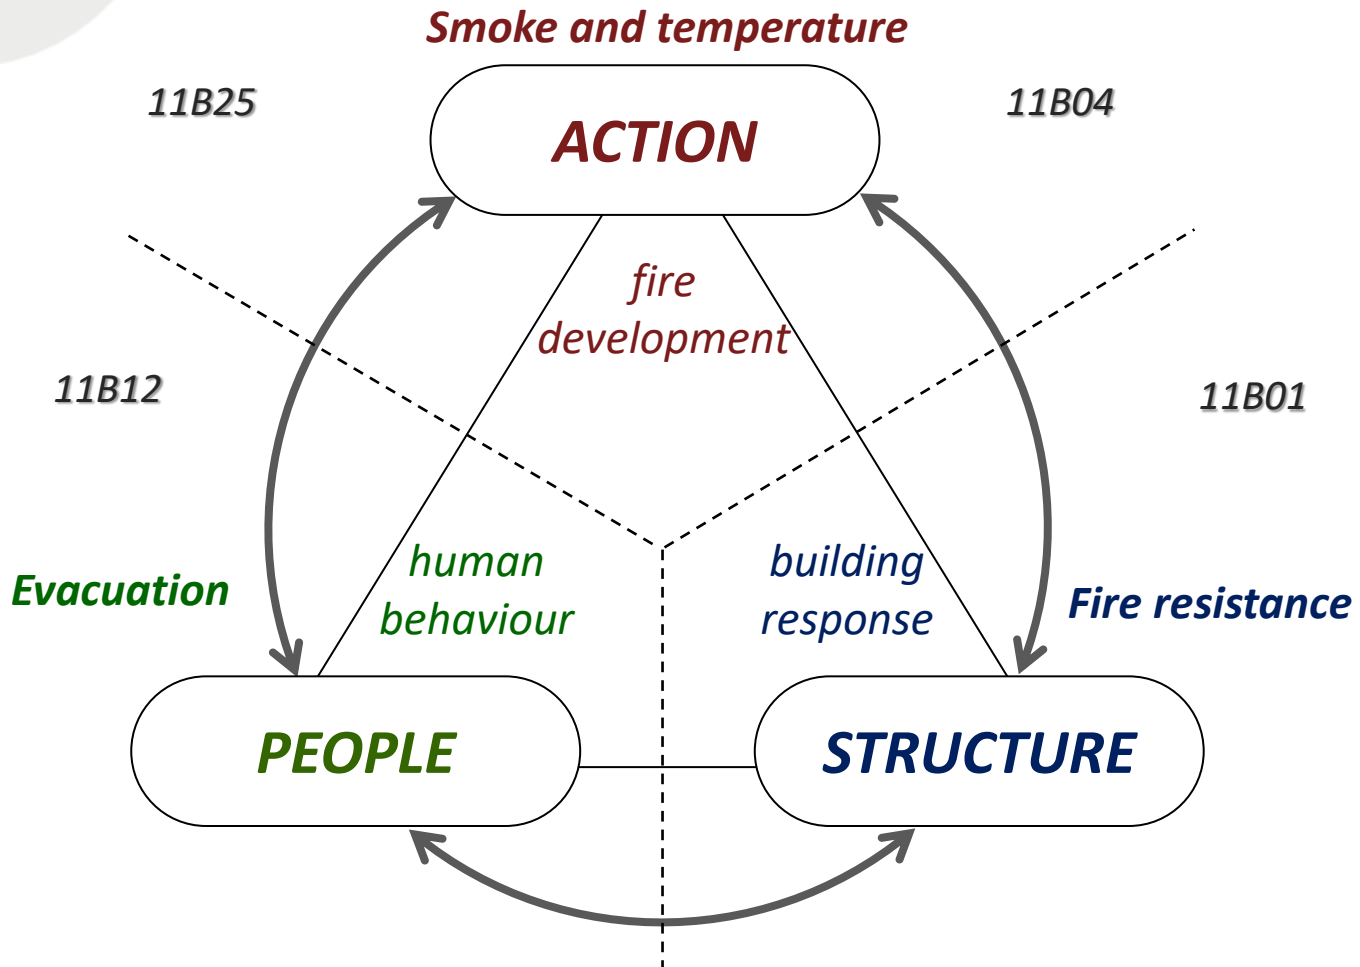 Smoke and temperature
11B25
11B04
ACTION
fire
development
11B12
11B01
human
behaviour
building
response
Evacuation
Fire resistance
PEOPLE
STRUCTURE